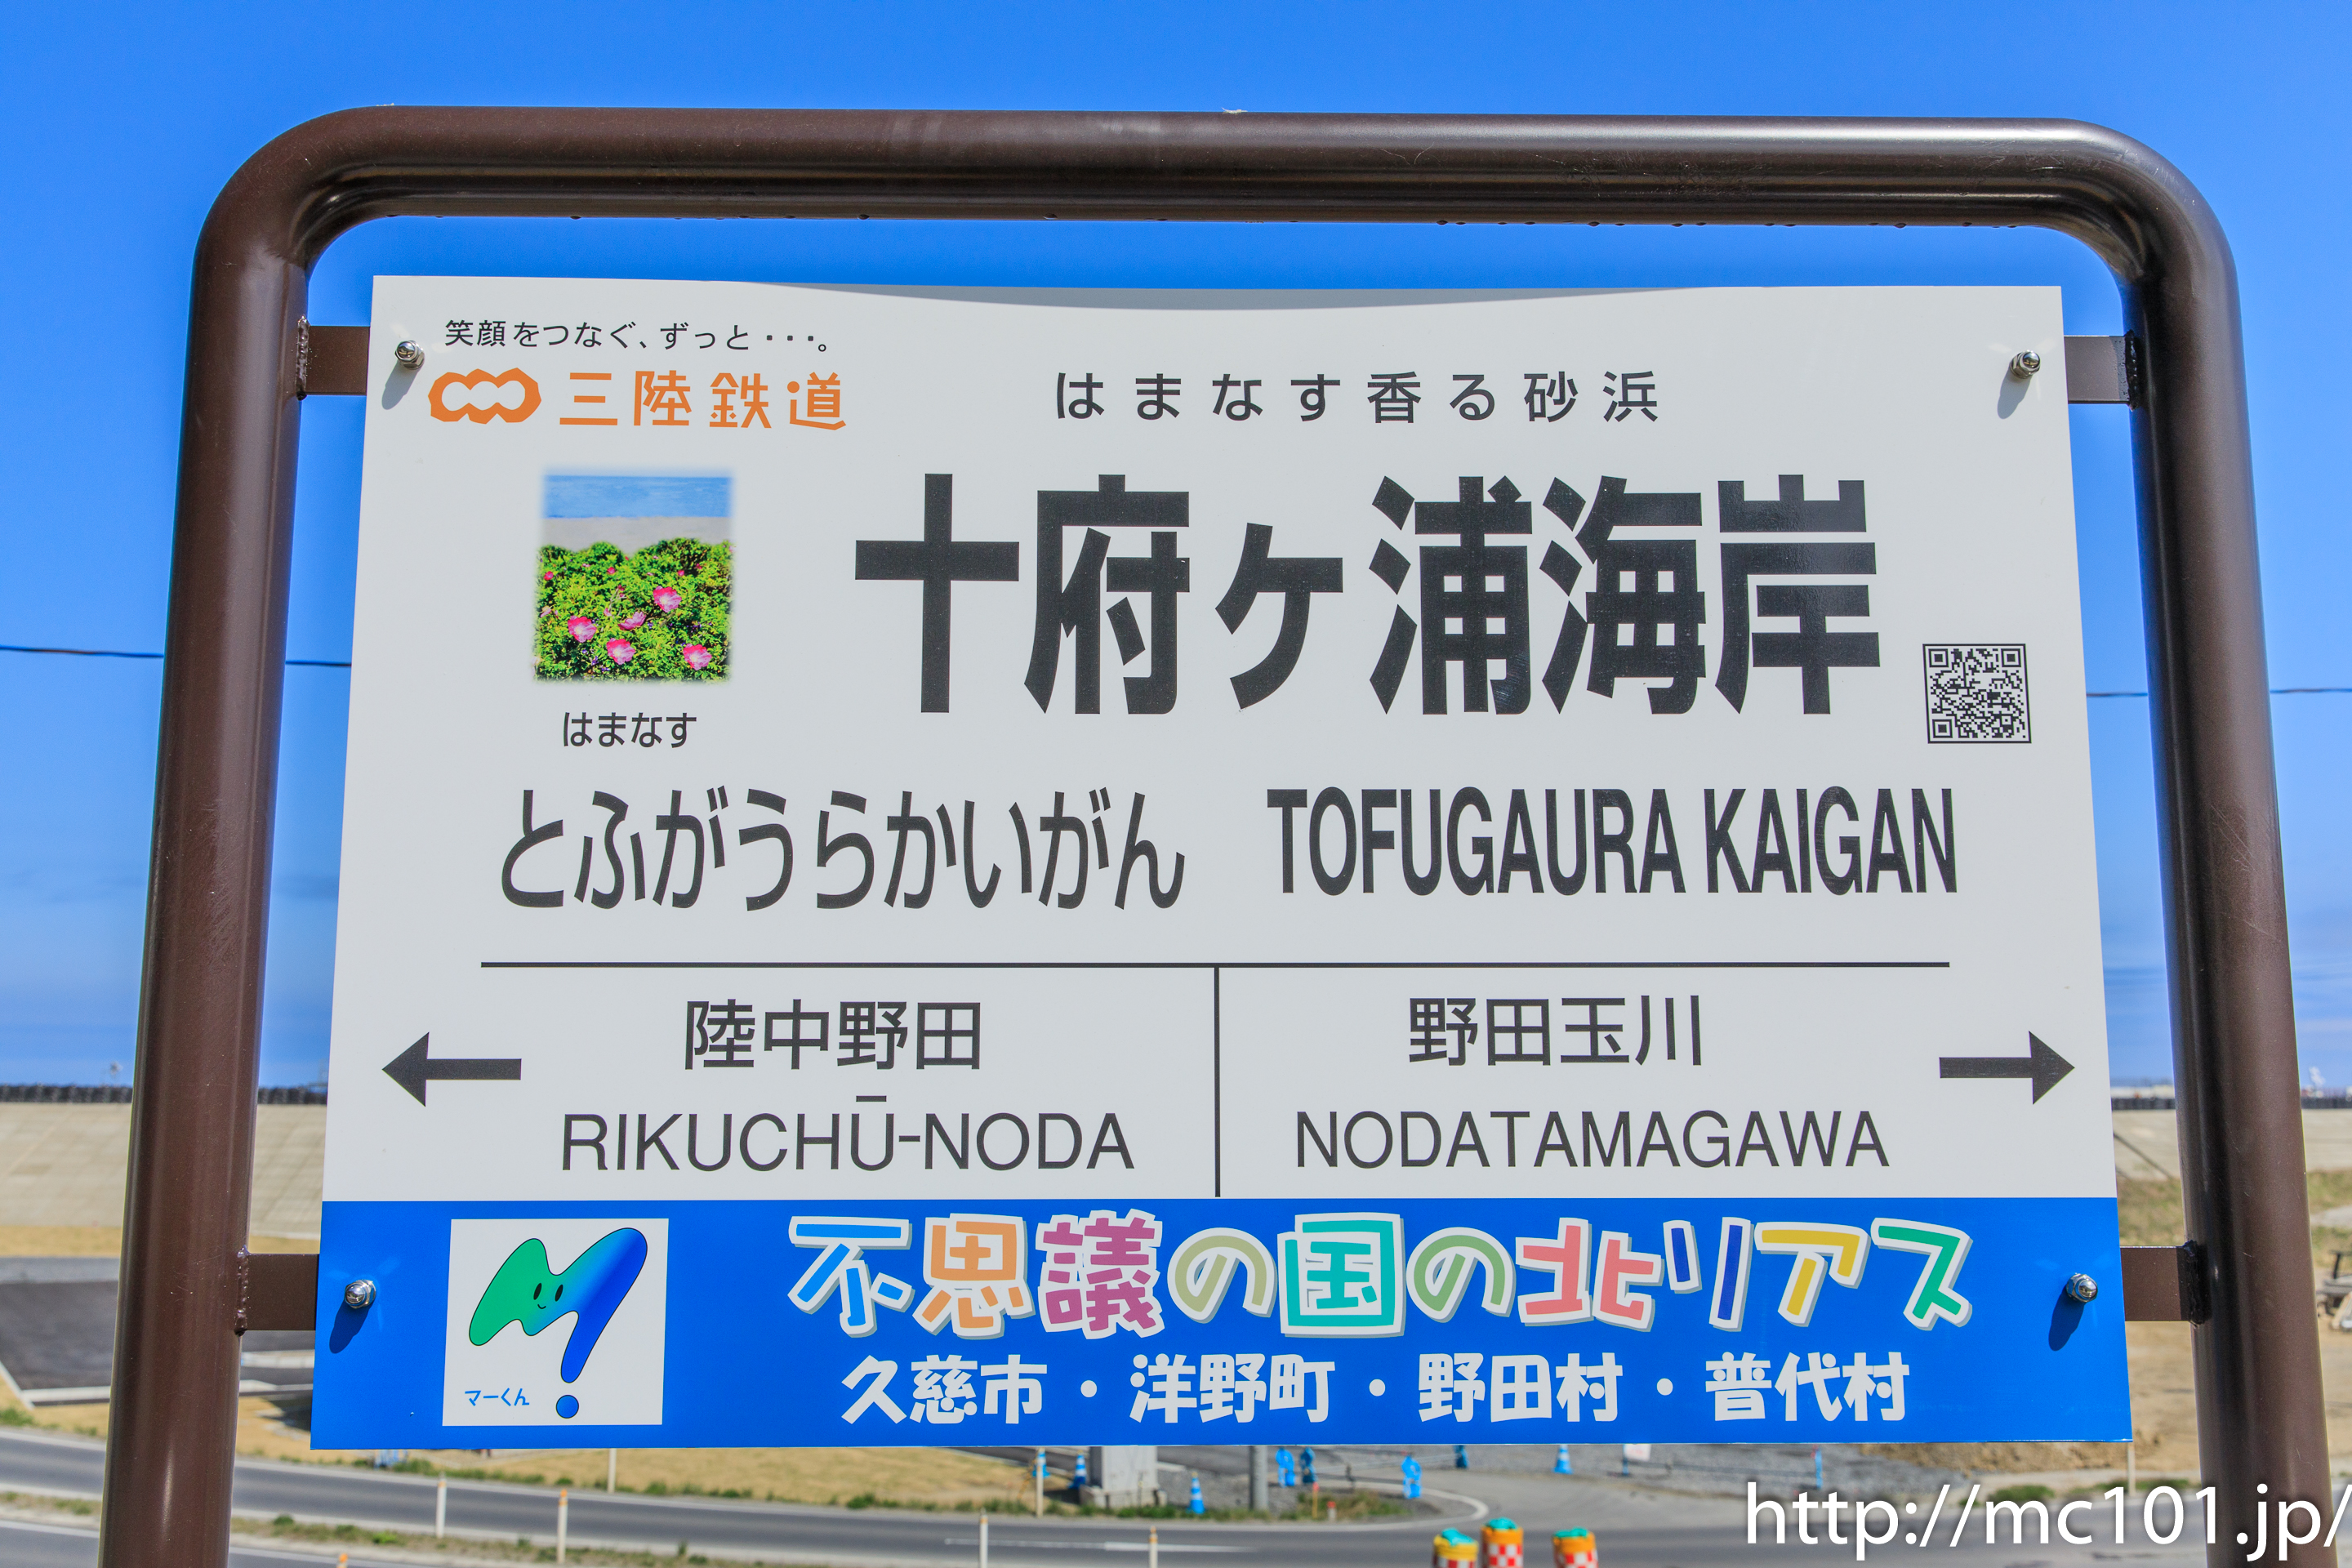 笑顔をつなぐ、ずっと・・・。
三陸鉄道
はまなす香る砂浜
十府ヶ浦海岸
はまなす
とふがうらかいがん TOFUGAURA KAIGAN
陸中野田 野田玉川
RIKUCHŪ-NODA NODATAMAGAWA
不思議の国の北リアス
マーくん
久慈市・洋野町・野田村・普代村
http://mc101.jp/